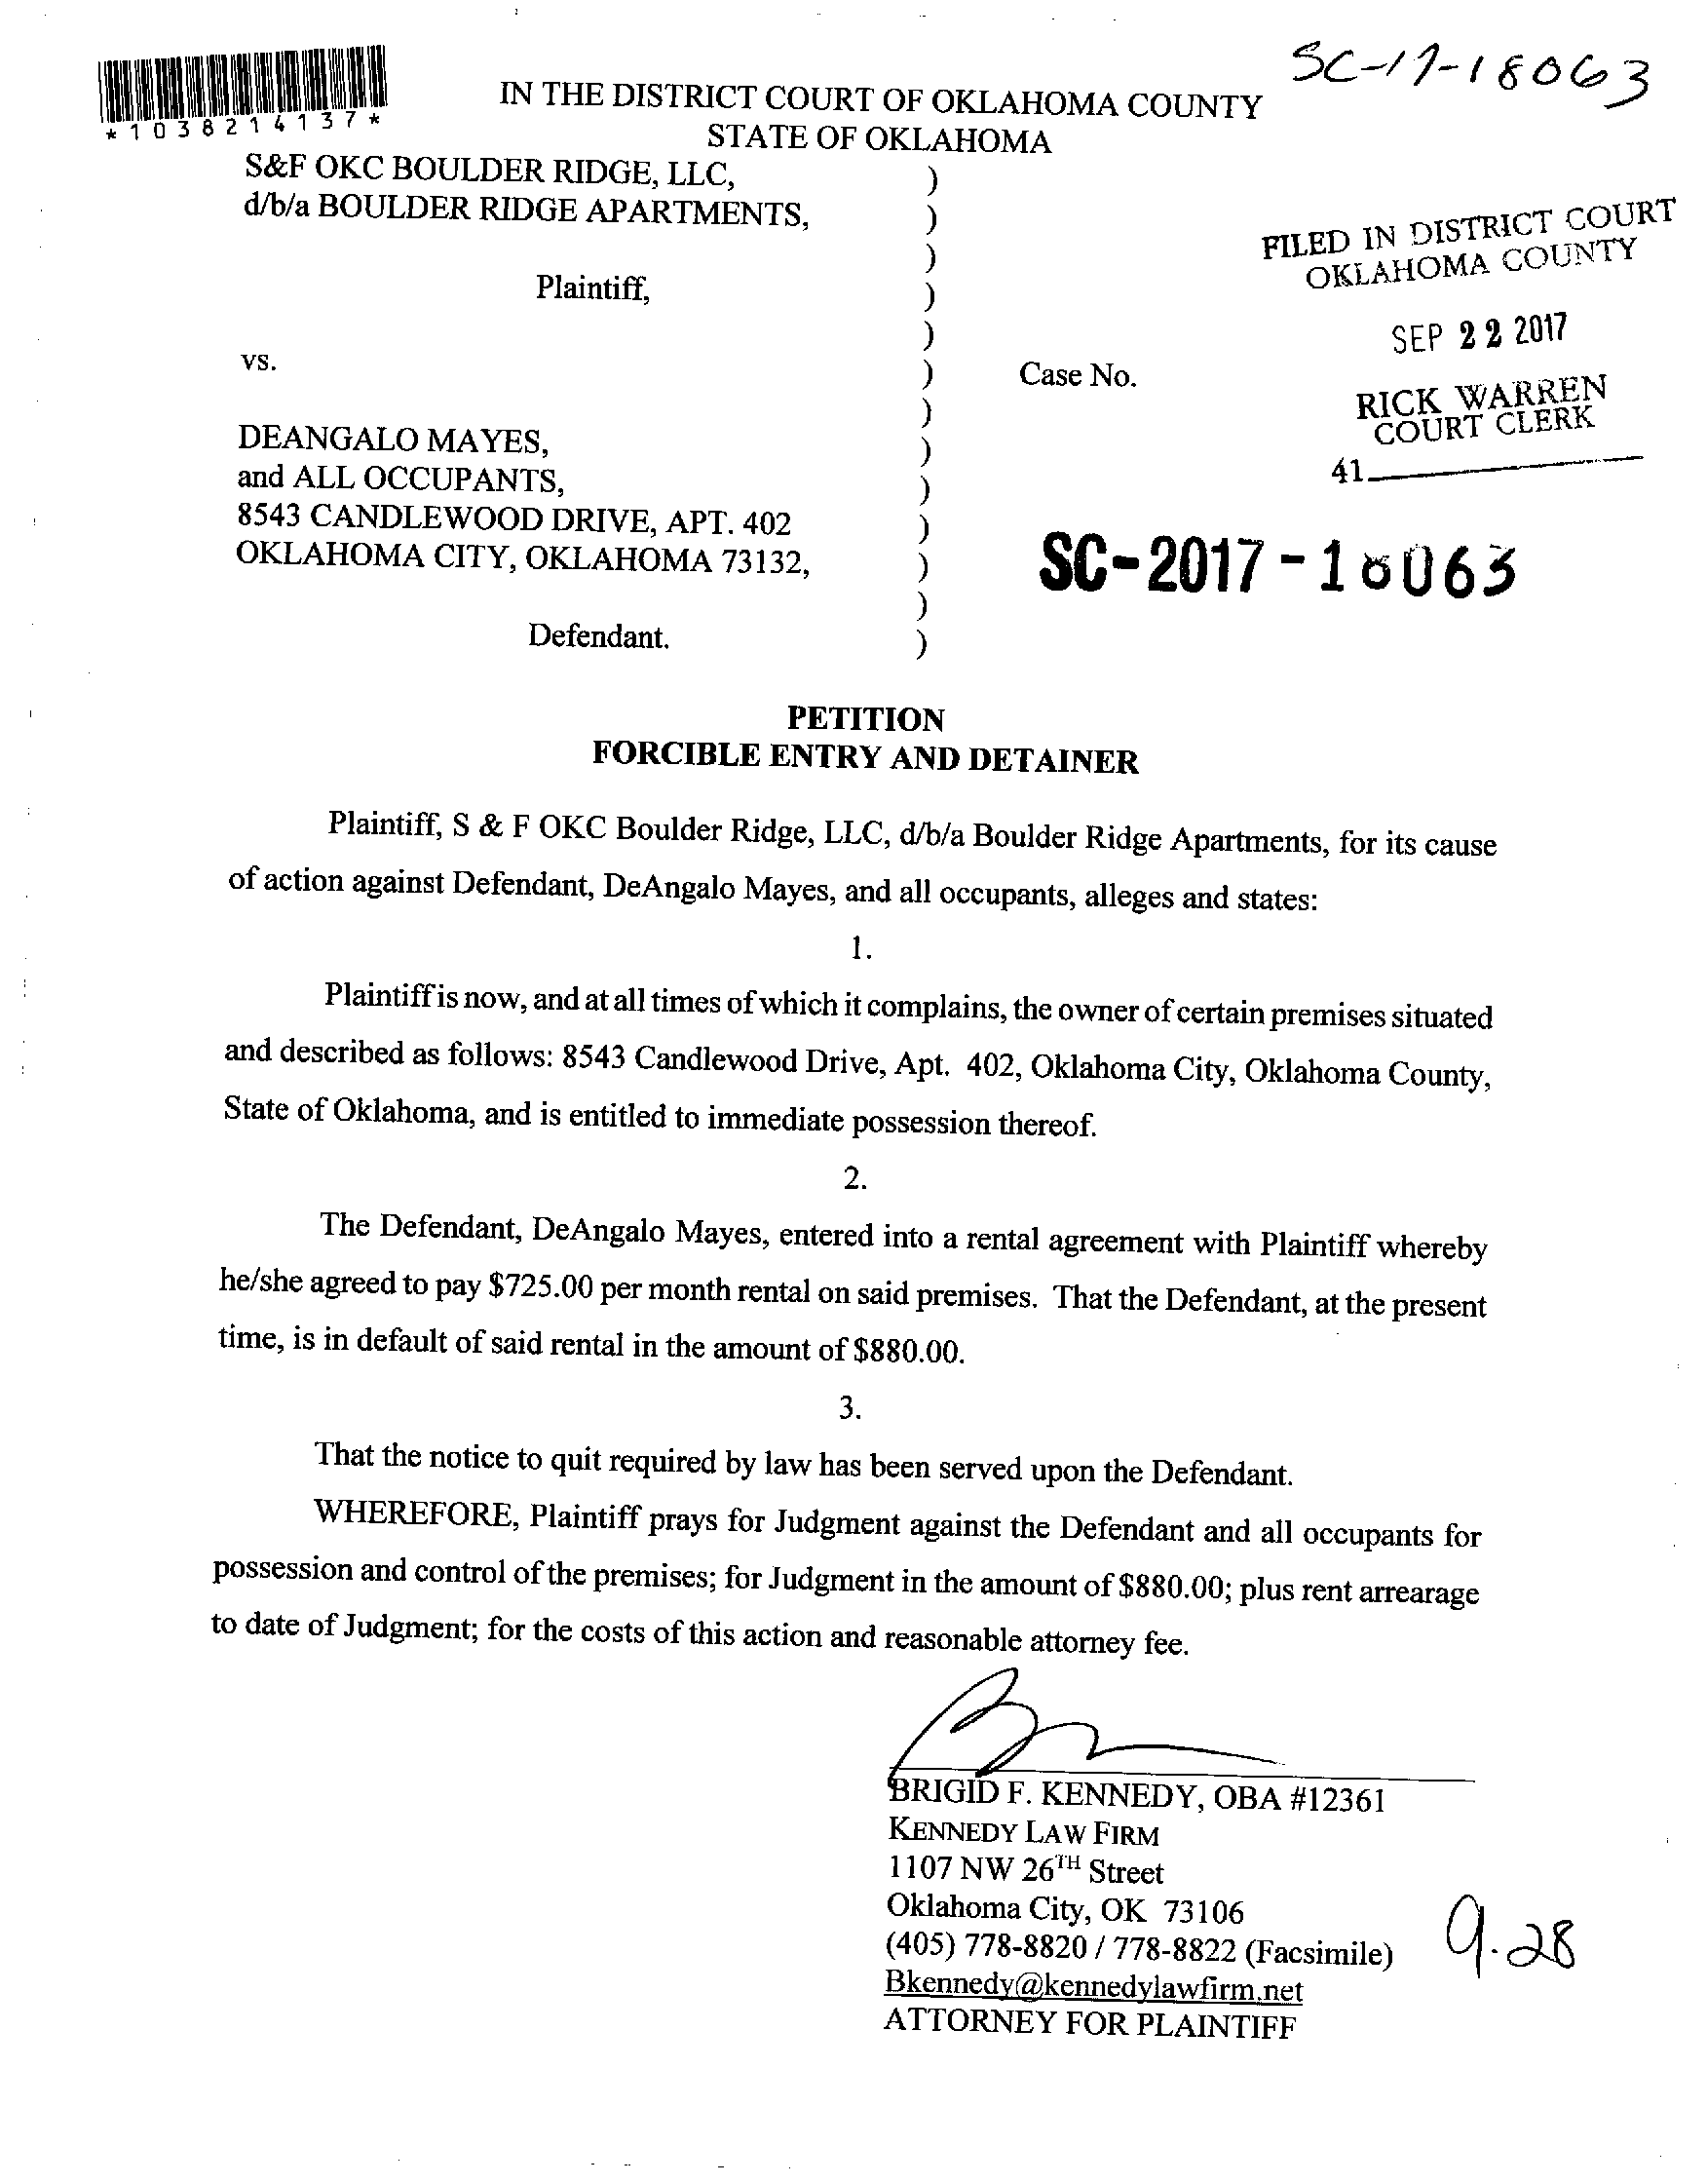 SC-17-18063
*1038214137*
IN THE DISTRICT COURT OF OKLAHOMA COUNTY
STATE OF OKLAHOMA
S&F OKC BOULDER RIDGE, LLC, )
d/b/a BOULDER RIDGE APARTMENTS, )
)
Plaintiff, )
)
vs. )
)
DEANGALO MAYES, )
and ALL OCCUPANTS, )
8543 CANDLEWOOD DRIVE, APT. 402 )
OKLAHOMA CITY, OKLAHOMA 73132, )
)
Defendant. )
FILED IN DISTRICT COURT
OKLAHOMA COUNTY
SEP 22 2017
RICK WARREN
COURT CLERK
41
Case No.
SC-2017-18063
PETITION
FORCIBLE ENTRY AND DETAINER
Plaintiff, S & F OKC Boulder Ridge, LLC, d/b/a Boulder Ridge Apartments, for its cause
of action against Defendant, DeAngalo Mayes, and all occupants, alleges and states:
1.
Plaintiff is now, and at all times of which it complains, the owner of certain premises situated
and described as follows: 8543 Candlewood Drive, Apt. 402, Oklahoma City, Oklahoma County,
State of Oklahoma, and is entitled to immediate possession thereof.
2.
The Defendant, DeAngalo Mayes, entered into a rental agreement with Plaintiff whereby
he/she agreed to pay $725.00 per month rental on said premises. That the Defendant, at the present
time, is in default of said rental in the amount of $880.00.
3.
That the notice to quit required by law has been served upon the Defendant.
WHEREFORE, Plaintiff prays for Judgment against the Defendant and all occupants for
possession and control of the premises; for Judgment in the amount of $880.00; plus rent arrearage
to date of Judgment; for the costs of this action and reasonable attorney fee.
BRIGID F. KENNEDY, OBA #12361
KENNEDY LAW FIRM
1107 NW 26TH Street
Oklahoma City, OK 73106
(405) 778-8820 / 778-8822 (Facsimile)
Bkennedy@kennedylawfirm.net
ATTORNEY FOR PLAINTIFF
9.28